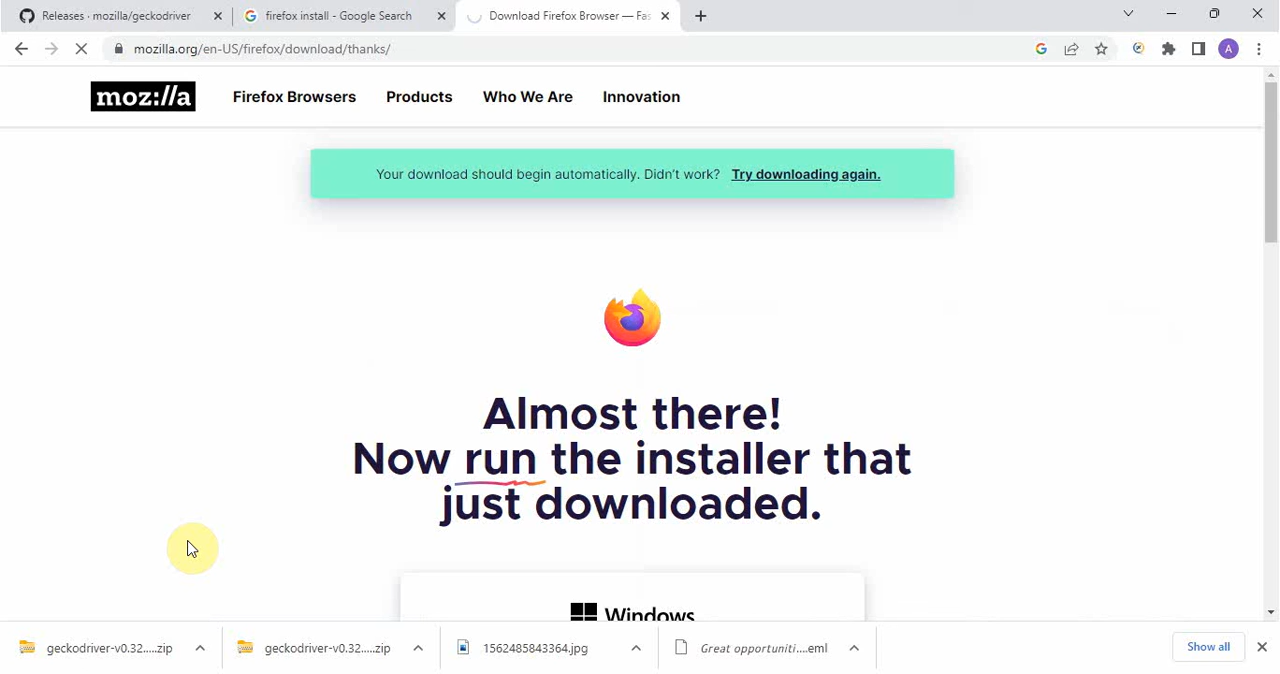 Releases · mozilla/geckodriver
firefox install - Google Search
Download Firefox Browser — Fas
mozilla.org/en-US/firefox/download/thanks/
A
moz://a
Firefox Browsers
Products
Who We Are
Innovation
Your download should begin automatically. Didn't work? Try downloading again.
Almost there!
Now run the installer that
just downloaded.
Windows
geckodriver-v0.32.....zip
geckodriver-v0.32.....zip
1562485843364.jpg
Great opportuniti....eml
Show all